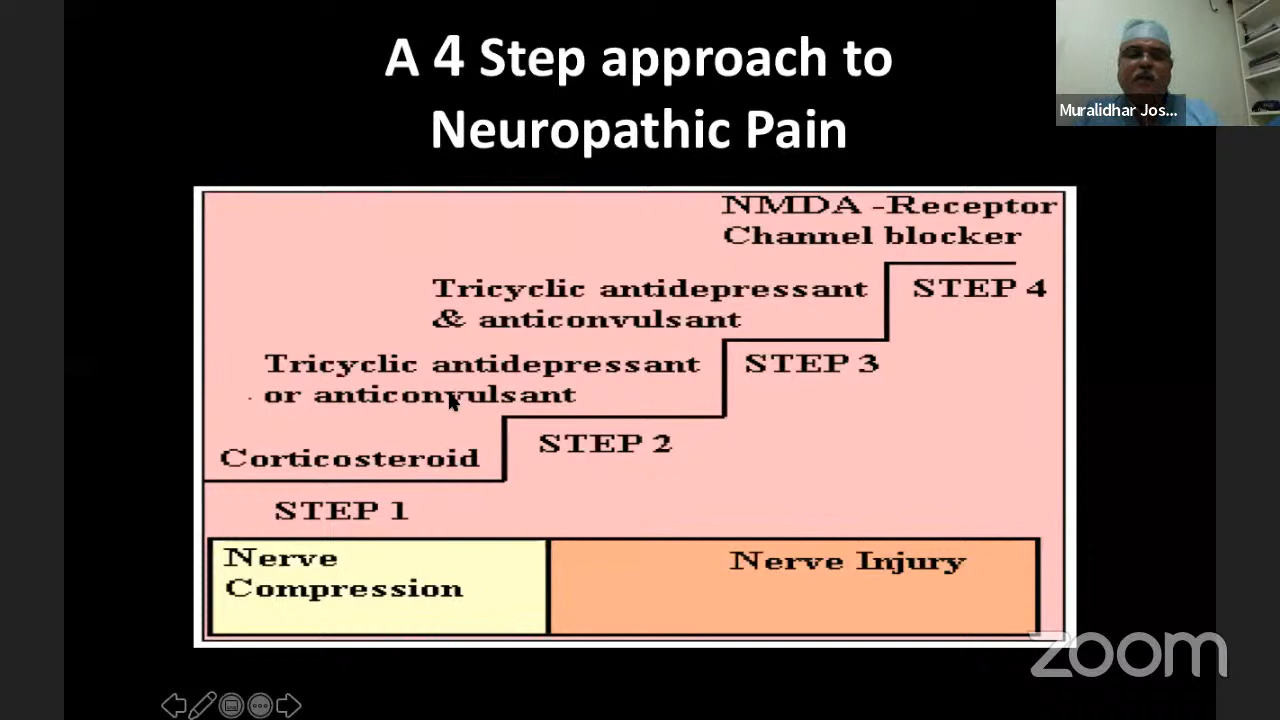 A 4 Step approach to
Neuropathic Pain
Muralidhar Jos...
NMDA -Receptor
Channel blocker
Tricyclic antidepressant
& anticonvulsant
STEP 4
Tricyclic antidepressant
or anticonvulsant
STEP 3
Corticosteroid
STEP 2
STEP 1
Nerve
Compression
Nerve Injury
zoom